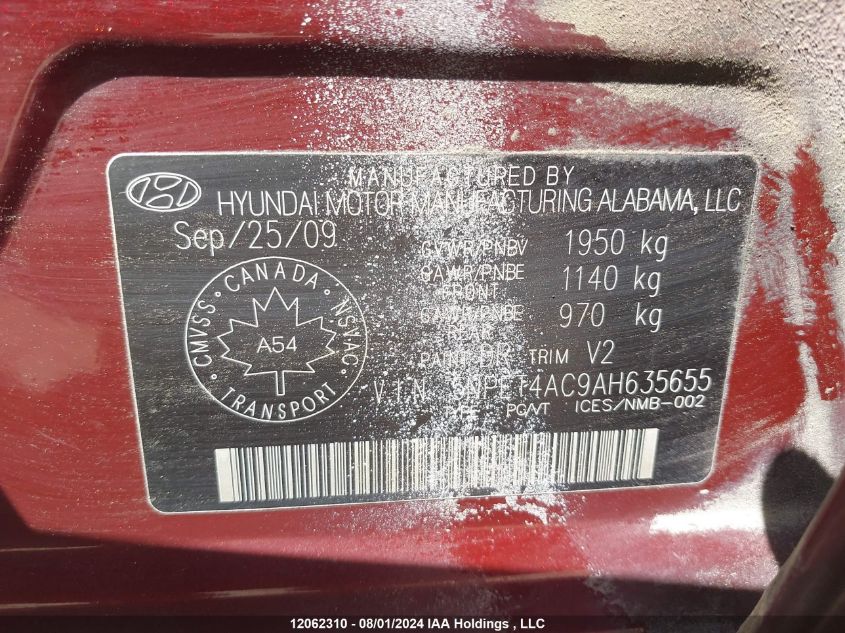 MANUFACTURED BY
HYUNDAI MOTOR MANUFACTURING ALABAMA, LLC
Sep/25/09
GVWR/PNBV 1950 kg
GAWR/PNBE FRONT 1140 kg
GAWR/PNBE REAR 970 kg
PAINT TRIM V2
CANADA
CMVSS NSVAC
A54
TRANSPORT
VIN 5NPET4AC9AH635655
TYPE PC/VT ICES/NMB-002
12062310 - 08/01/2024 IAA Holdings , LLC